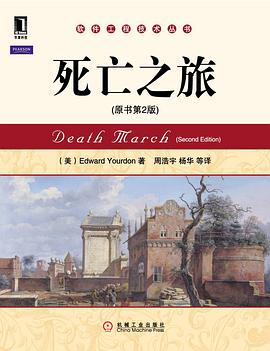 软件工程技术丛书
PEARSON
死亡之旅
(原书第2版)
Death March (Second Edition)
(美) Edward Yourdon 著 周浩宇 杨华 等译
机械工业出版社
China Machine Press